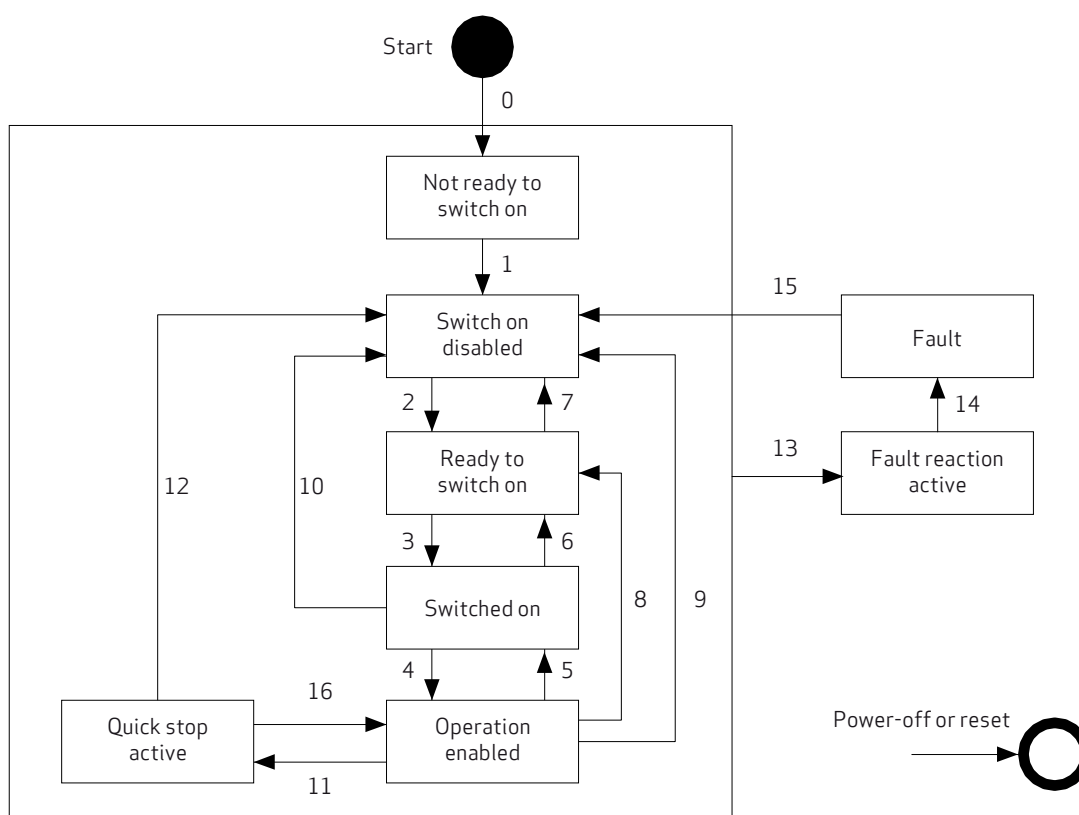 Start
0
Not ready to
switch on
1
15
Switch on
disabled
Fault
2
7
14
12
10
Ready to
switch on
13
Fault reaction
active
3
6
8
9
Switched on
4
5
16
Quick stop
active
Operation
enabled
11
Power-off or reset